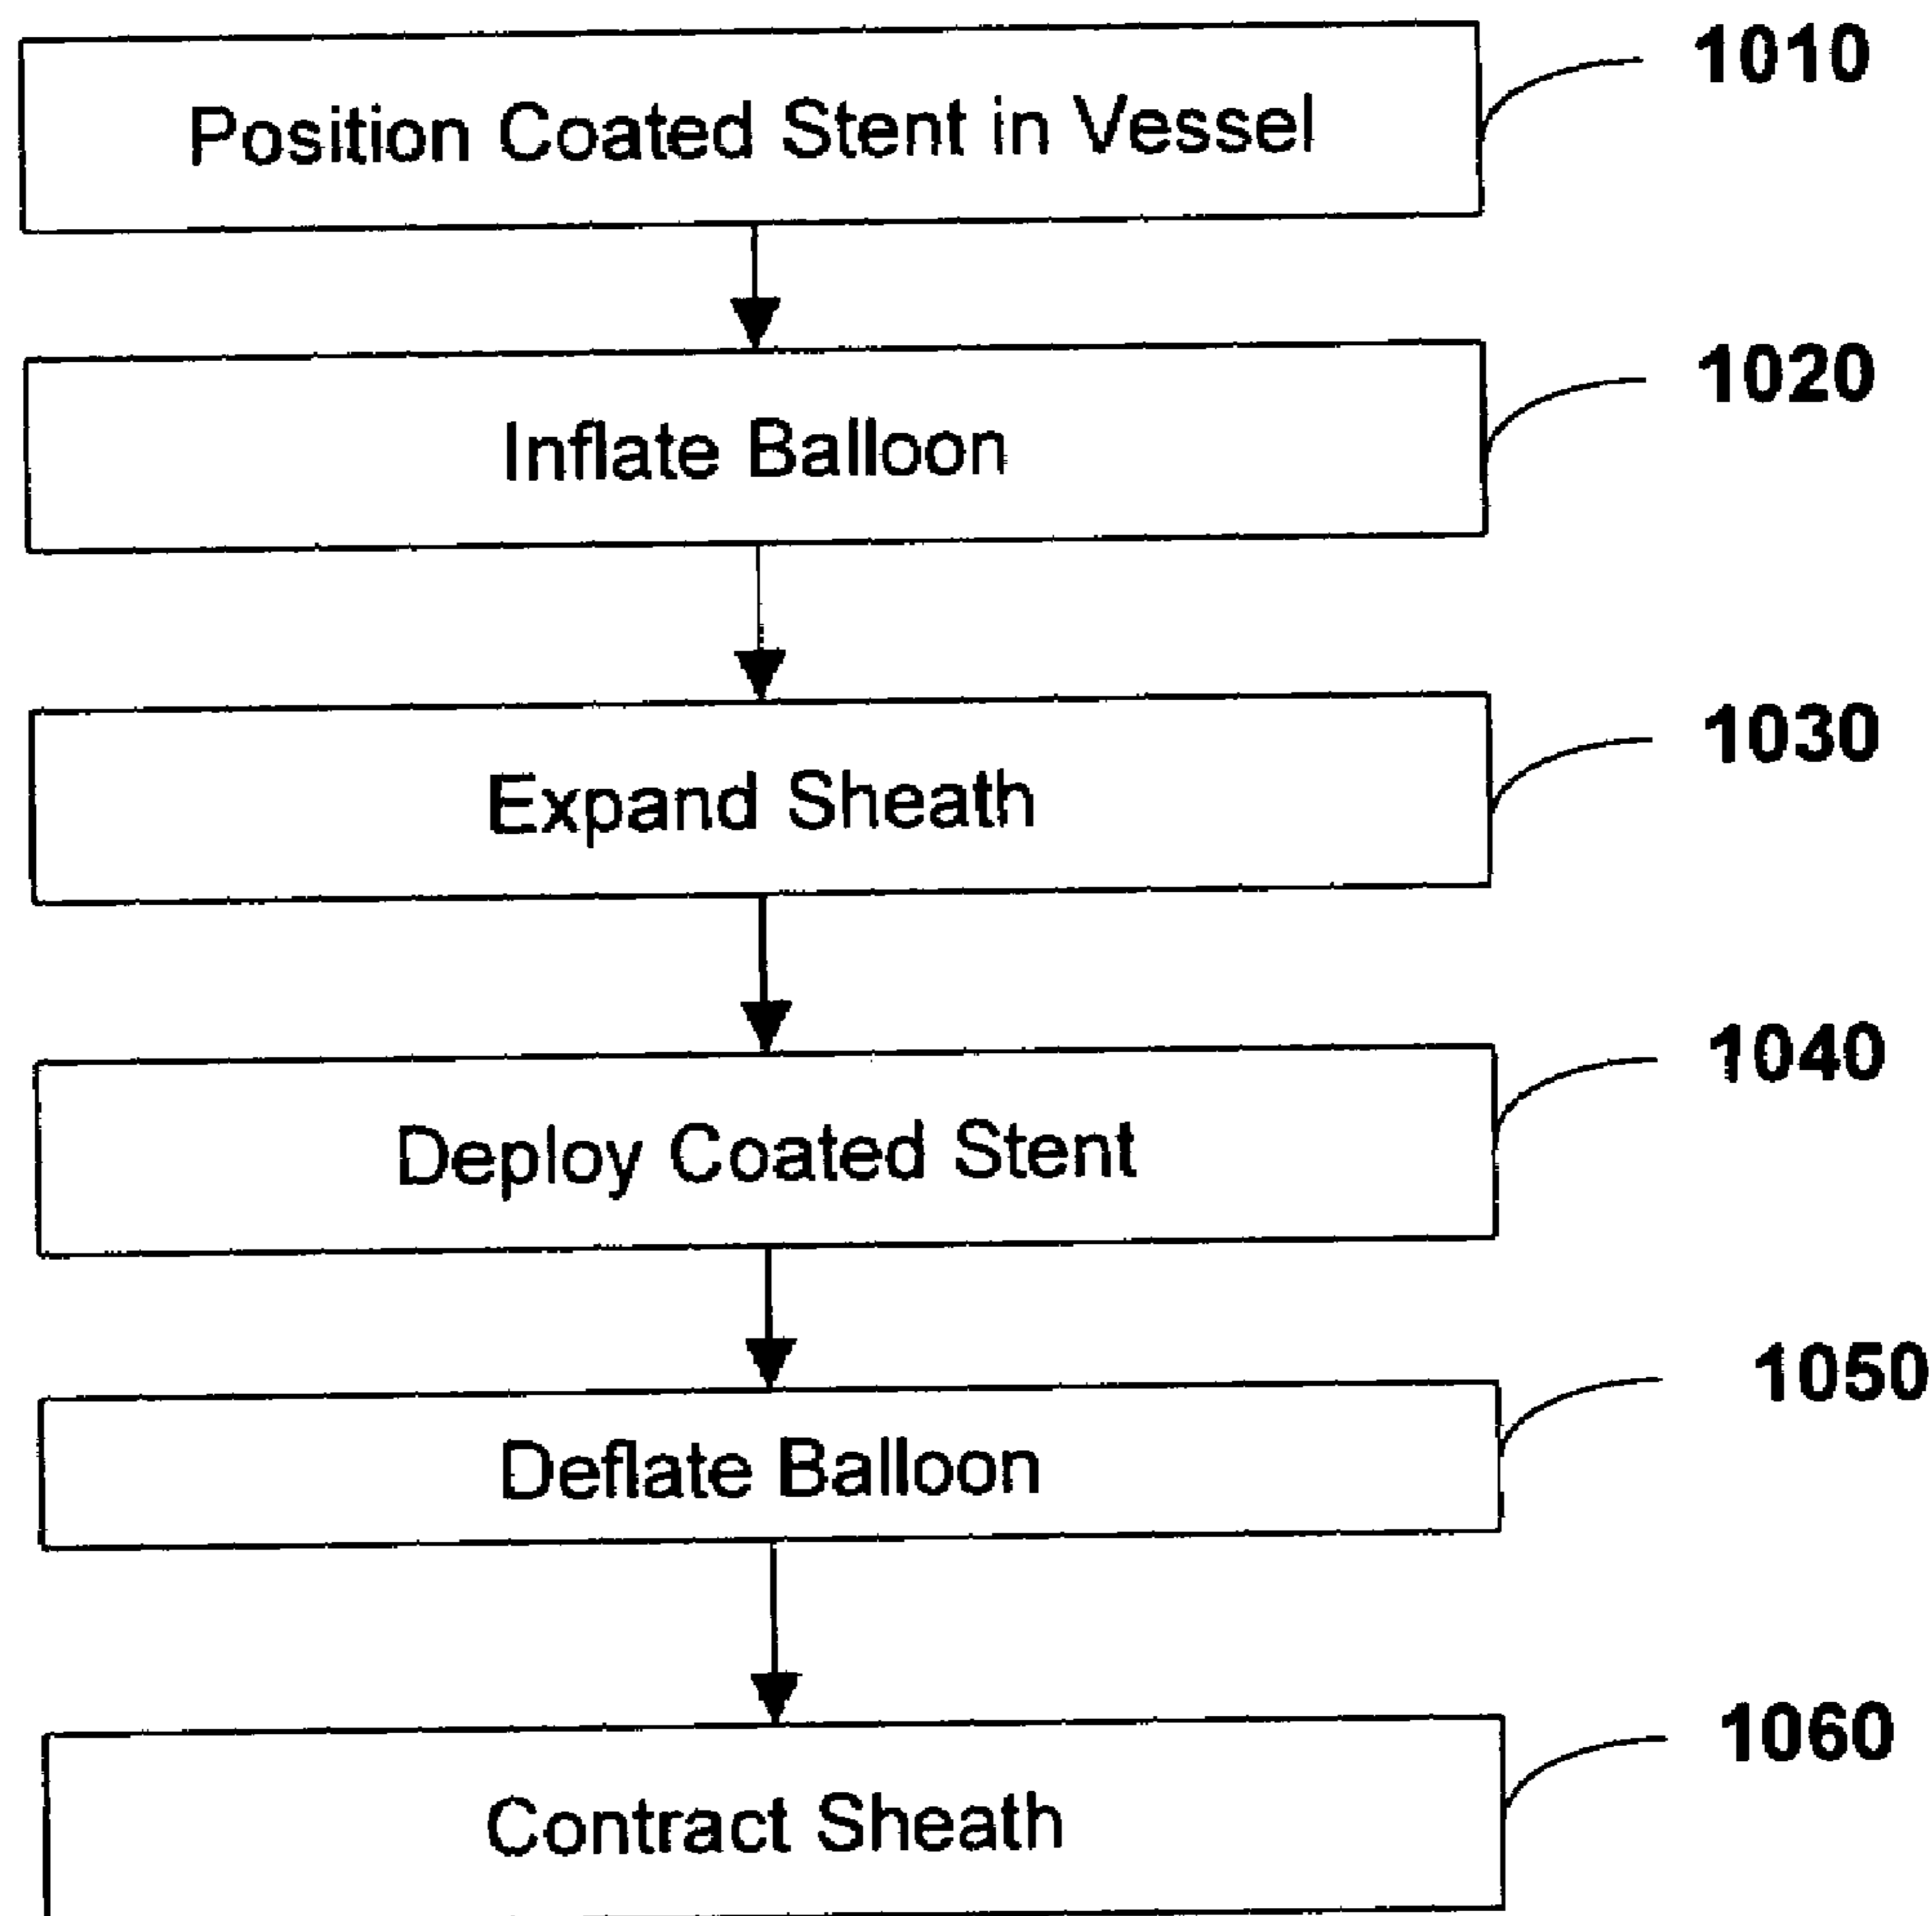 Position Coated Stent in Vessel
1010
Inflate Balloon
1020
Expand Sheath
1030
Deploy Coated Stent
1040
Deflate Balloon
1050
Contract Sheath
1060